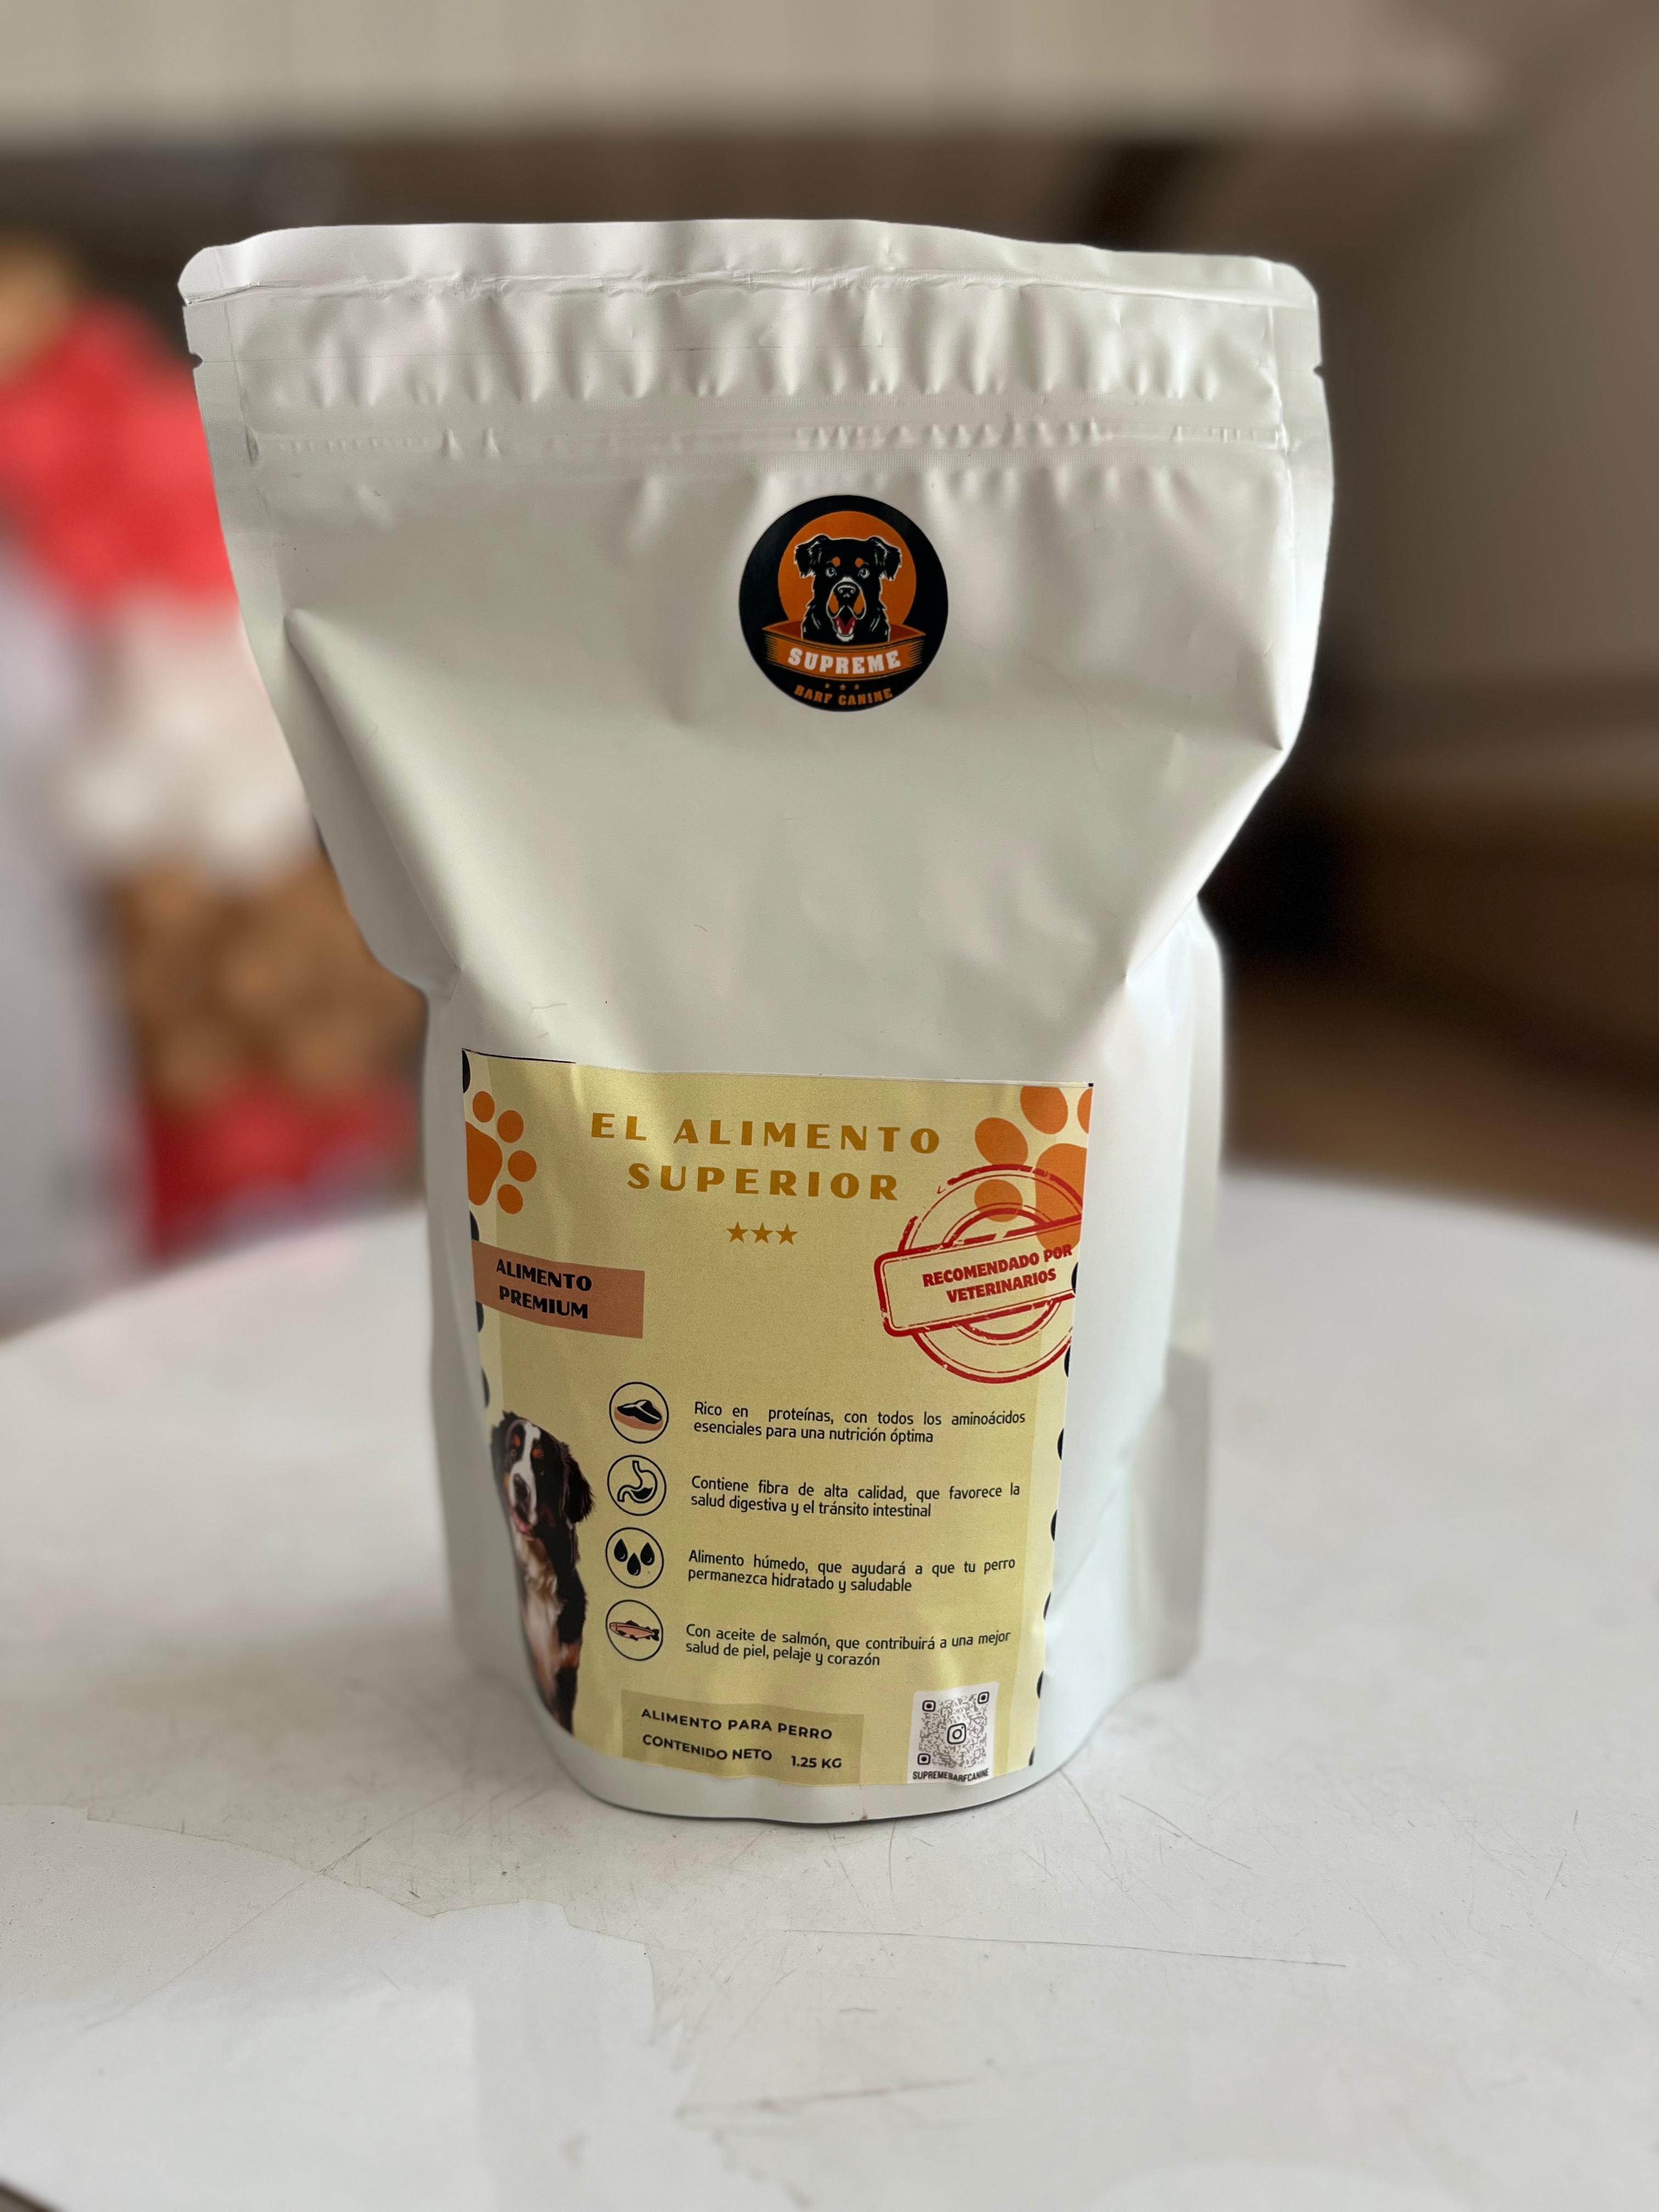 SUPREME
BARF CANINE
EL ALIMENTO
SUPERIOR
RECOMENDADO POR
VETERINARIOS
ALIMENTO
PREMIUM
Rico en proteínas, con todos los aminoácidos
esenciales para una nutrición óptima
Contiene fibra de alta calidad, que favorece la
salud digestiva y el tránsito intestinal
Alimento húmedo, que ayudará a que tu perro
permanezca hidratado y saludable
Con aceite de salmón, que contribuirá a una mejor
salud de piel, pelaje y corazón
ALIMENTO PARA PERRO
CONTENIDO NETO 1.25 KG
SUPREMEBARFCANINE